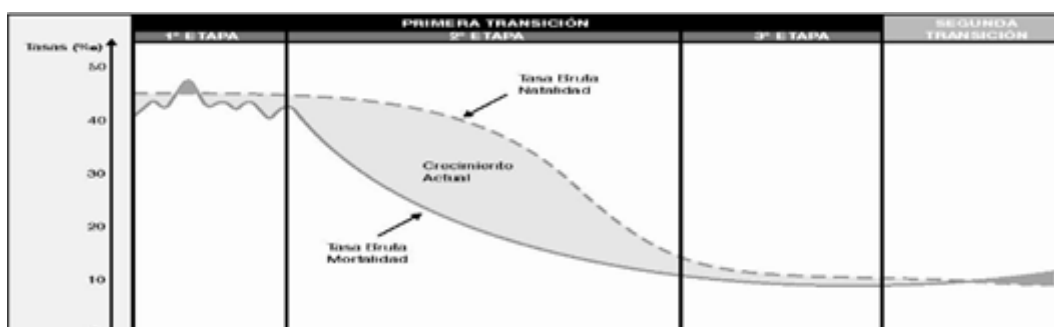 PRIMERA TRANSICIÓN
SEGUNDA
TRANSICIÓN
1ª ETAPA
2ª ETAPA
3ª ETAPA
Tasas (‰)
50
40
30
20
10
Tasa Bruta
Natalidad
Crecimiento
Actual
Tasa Bruta
Mortalidad